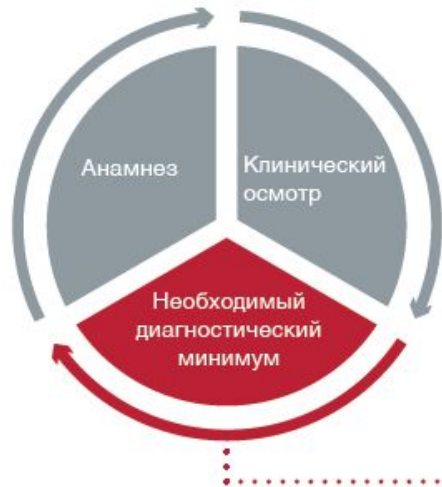 Анамнез
Клинический
осмотр
Необходимый
диагностический
минимум